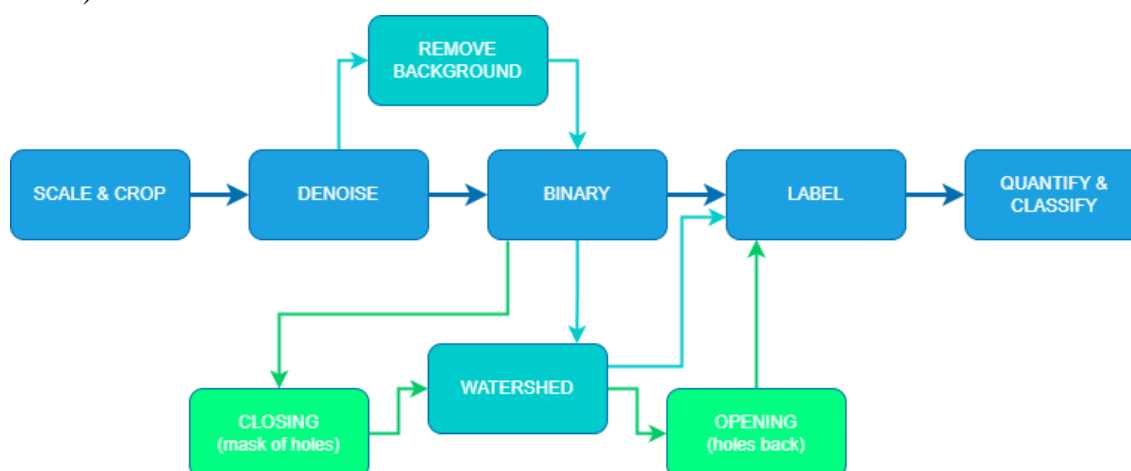 REMOVE
BACKGROUND
SCALE & CROP
DENOISE
BINARY
LABEL
QUANTIFY &
CLASSIFY
WATERSHED
CLOSING
(mask of holes)
OPENING
(holes back)